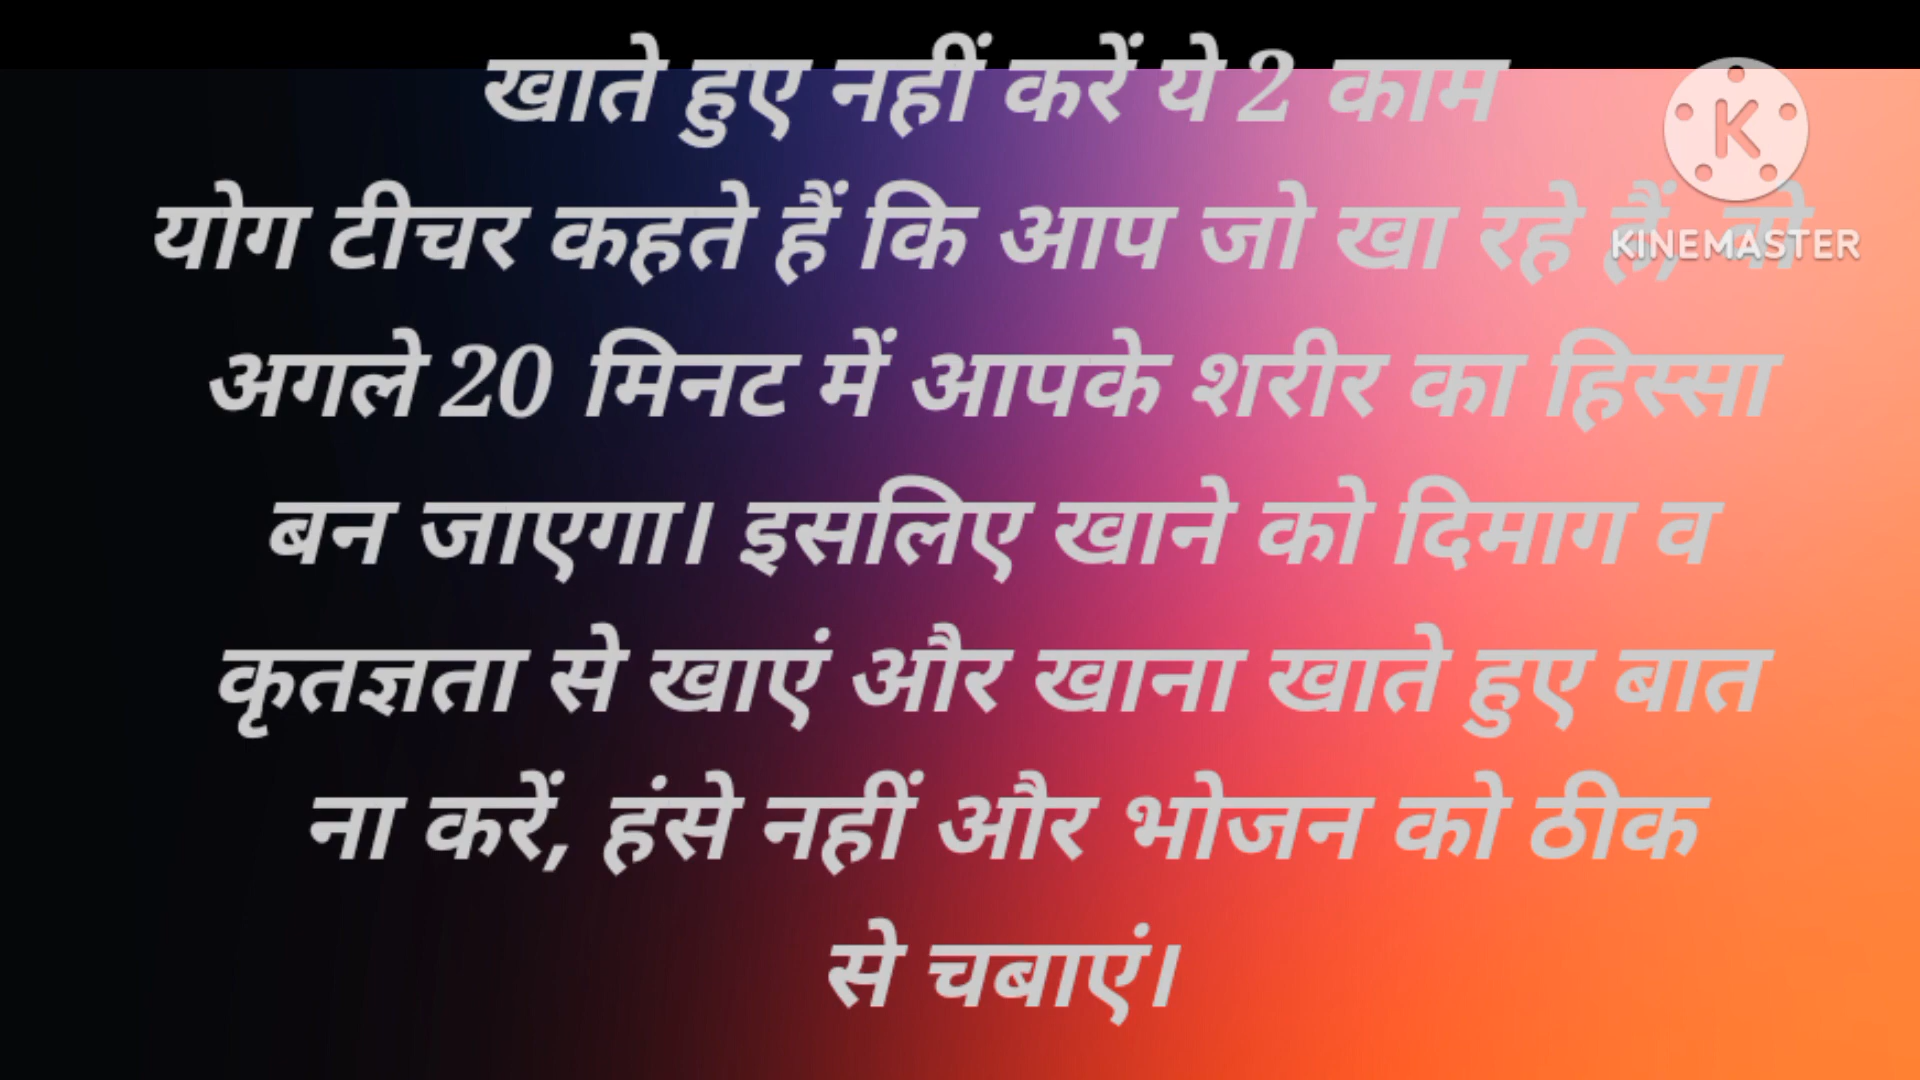 खाते हुए नहीं करें ये 2 काम
योग टीचर कहते हैं कि आप जो खा रहे हैं, वो
अगले 20 मिनट में आपके शरीर का हिस्सा
बन जाएगा। इसलिए खाने को दिमाग व
कृतज्ञता से खाएं और खाना खाते हुए बात
ना करें, हंसे नहीं और भोजन को ठीक
से चबाएं।
K
KINEMASTER